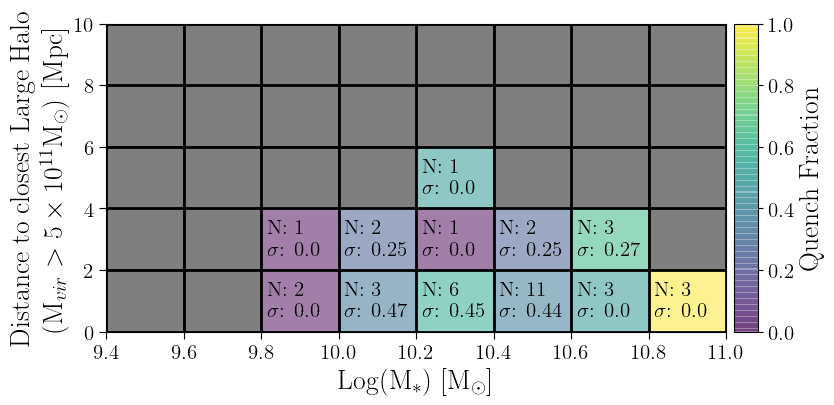 Distance to closest Large Halo
(M_vir > 5 × 10^11 M_⊙) [Mpc]
10
8
6
4
2
0
N: 1
σ: 0.0
N: 1
σ: 0.0
N: 2
σ: 0.25
N: 1
σ: 0.0
N: 2
σ: 0.25
N: 3
σ: 0.27
N: 2
σ: 0.0
N: 3
σ: 0.47
N: 6
σ: 0.45
N: 11
σ: 0.44
N: 3
σ: 0.0
N: 3
σ: 0.0
9.4 9.6 9.8 10.0 10.2 10.4 10.6 10.8 11.0
Log(M_*) [M_⊙]
1.0
0.8
0.6
0.4
0.2
0.0
Quench Fraction